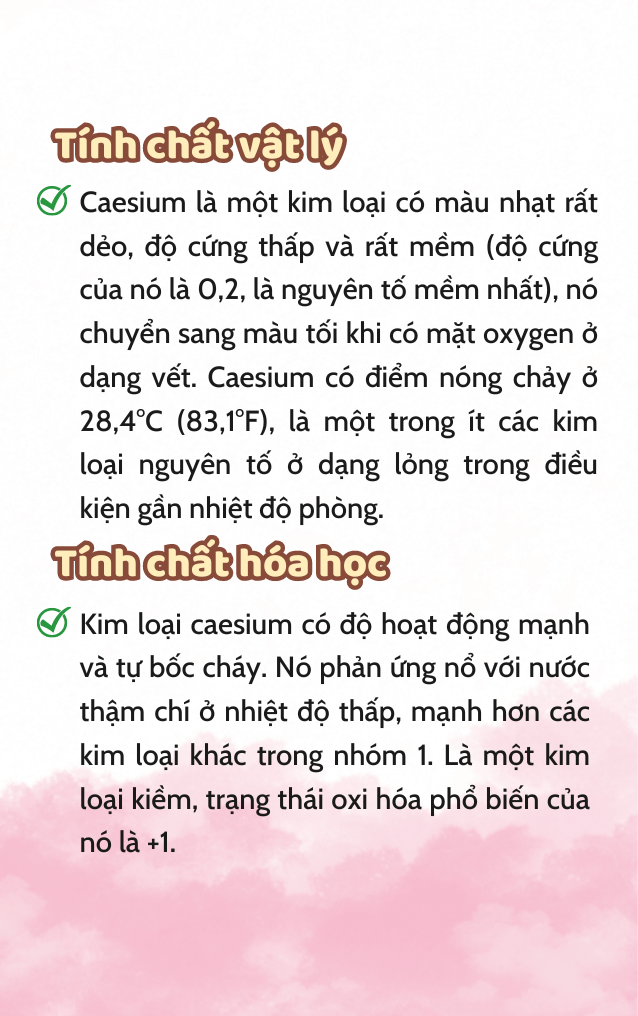 Tính chất vật lý
Caesium là một kim loại có màu nhạt rất
dẻo, độ cứng thấp và rất mềm (độ cứng
của nó là 0,2, là nguyên tố mềm nhất), nó
chuyển sang màu tối khi có mặt oxygen ở
dạng vết. Caesium có điểm nóng chảy ở
28,4°C (83,1°F), là một trong ít các kim
loại nguyên tố ở dạng lỏng trong điều
kiện gần nhiệt độ phòng.
Tính chất hóa học
Kim loại caesium có độ hoạt động mạnh
và tự bốc cháy. Nó phản ứng nổ với nước
thậm chí ở nhiệt độ thấp, mạnh hơn các
kim loại khác trong nhóm 1. Là một kim
loại kiềm, trạng thái oxi hóa phổ biến của
nó là +1.